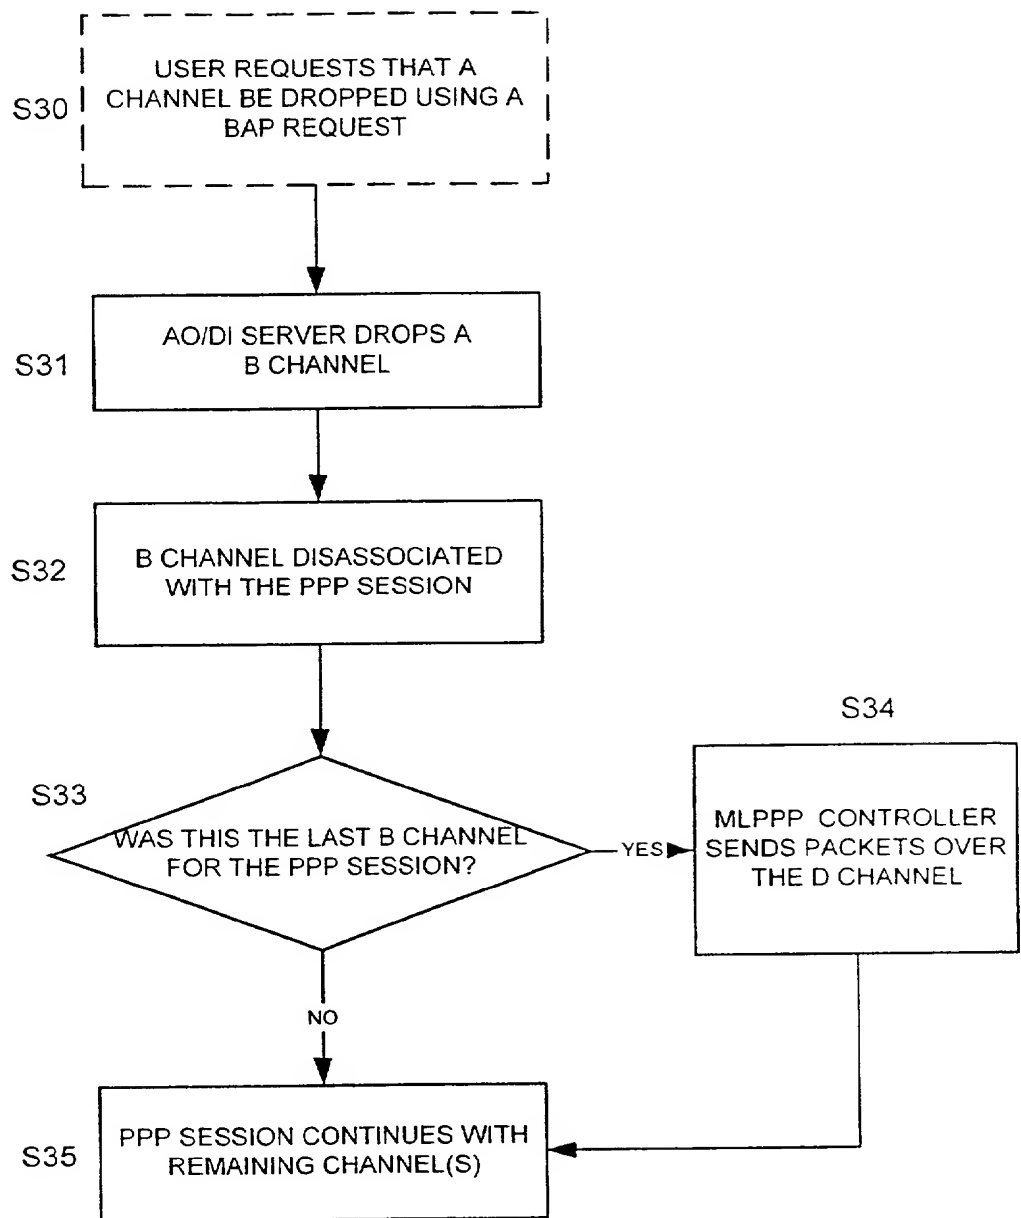 USER REQUESTS THAT A
CHANNEL BE DROPPED USING A
BAP REQUEST
S30
AO/DI SERVER DROPS A
B CHANNEL
S31
B CHANNEL DISASSOCIATED
WITH THE PPP SESSION
S32
S33
WAS THIS THE LAST B CHANNEL
FOR THE PPP SESSION?
YES
S34
MLPPP CONTROLLER
SENDS PACKETS OVER
THE D CHANNEL
NO
PPP SESSION CONTINUES WITH
REMAINING CHANNEL(S)
S35